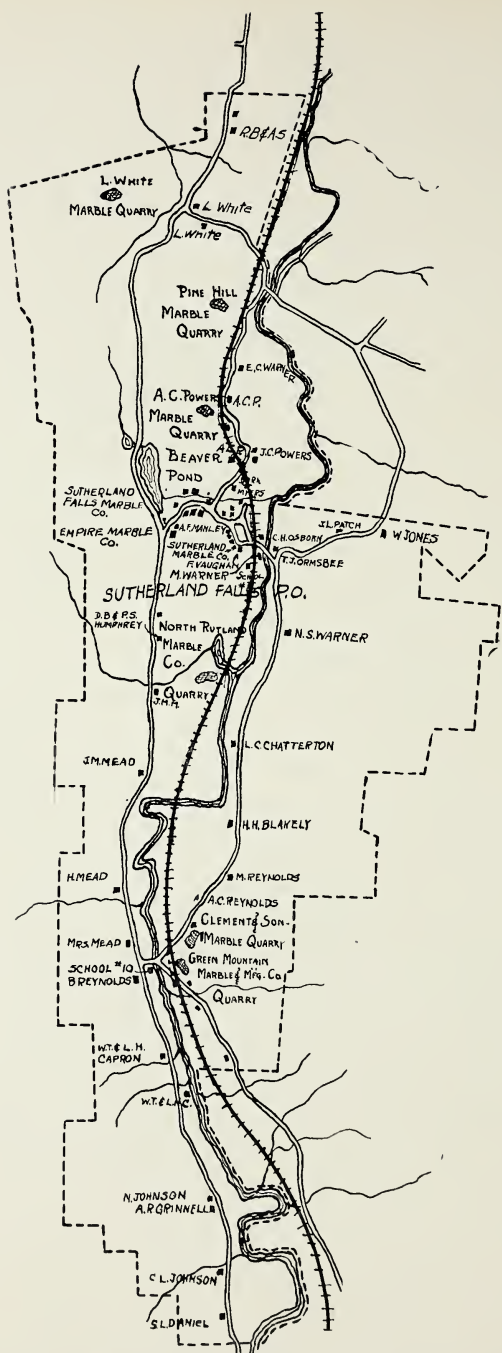 R.B & A.S
L. WHITE
MARBLE QUARRY
L WHITE
L. WHITE
PINE HILL
MARBLE
QUARRY
E.C. WARNER
A.C. POWER
MARBLE
QUARRY
A.C.P.
J.C. POWERS
BEAVER
POND
SUTHERLAND
FALLS MARBLE
CO.
EMPIRE MARBLE
CO.
A.F. MANLEY
SUTHERLAND
MARBLE CO.
F. VAUGHAN
M. WARNER
SCHOOL
C.H. OSBORN
J.L. PATCH
W. JONES
T.J. ORMSBEE
SUTHERLAND FALLS P.O.
D.B & P.S.
HUMPHREY
NORTH RUTLAND
MARBLE
CO.
QUARRY
N.S. WARNER
J.M.M.
L.C. CHATTERTON
J.M. MEAD
H.H. BLAKELY
H. MEAD
M. REYNOLDS
A.C. REYNOLDS
CLEMENT & SON
MARBLE QUARRY
MRS. MEAD
GREEN MOUNTAIN
MARBLE & M'F'G. CO
QUARRY
SCHOOL #10
B REYNOLDS
W.T. & L.H.
CAPRON
W.T. & L.H.C.
N. JOHNSON
A.R GRINNELL
C L. JOHNSON
S.L. DANIEL